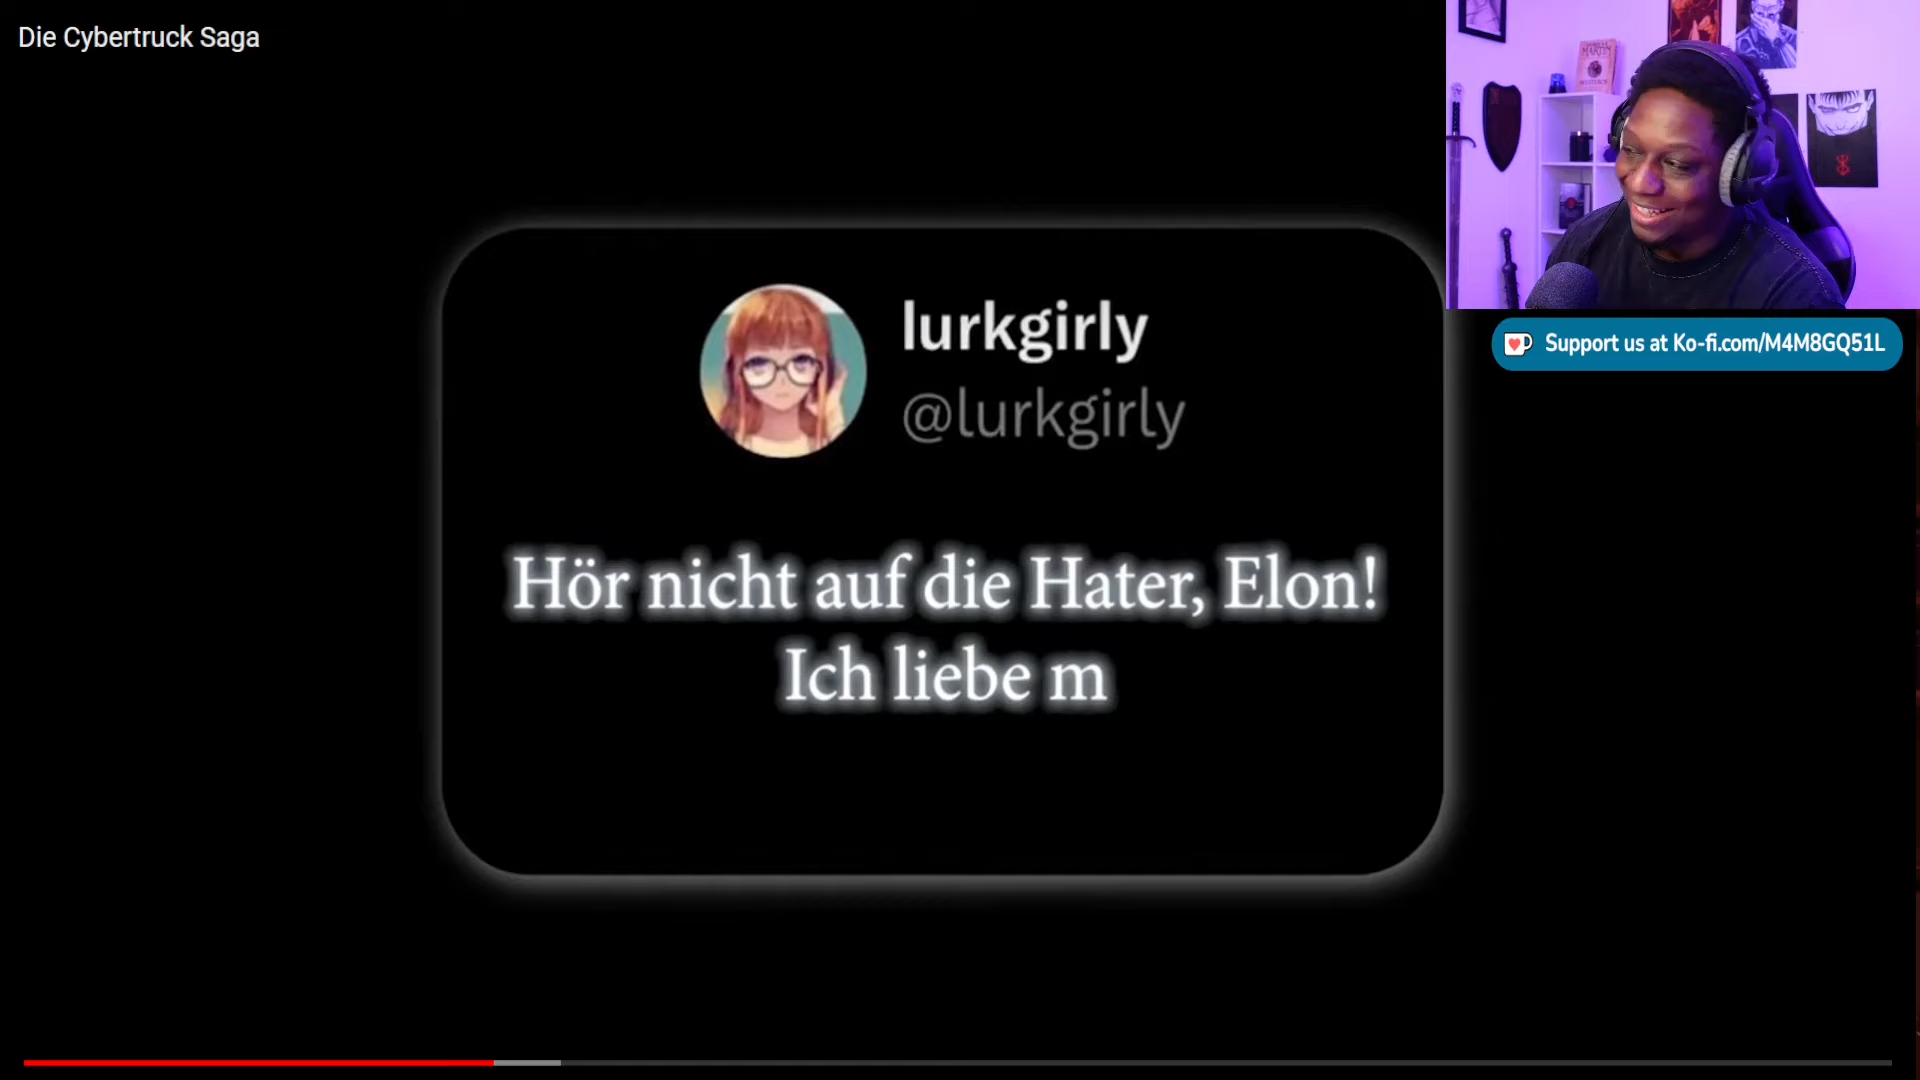 Die Cybertruck Saga
MARTIN
lurkgirly
@lurkgirly
Support us at Ko-fi.com/M4M8GQ51L
Hör nicht auf die Hater, Elon!
Ich liebe m